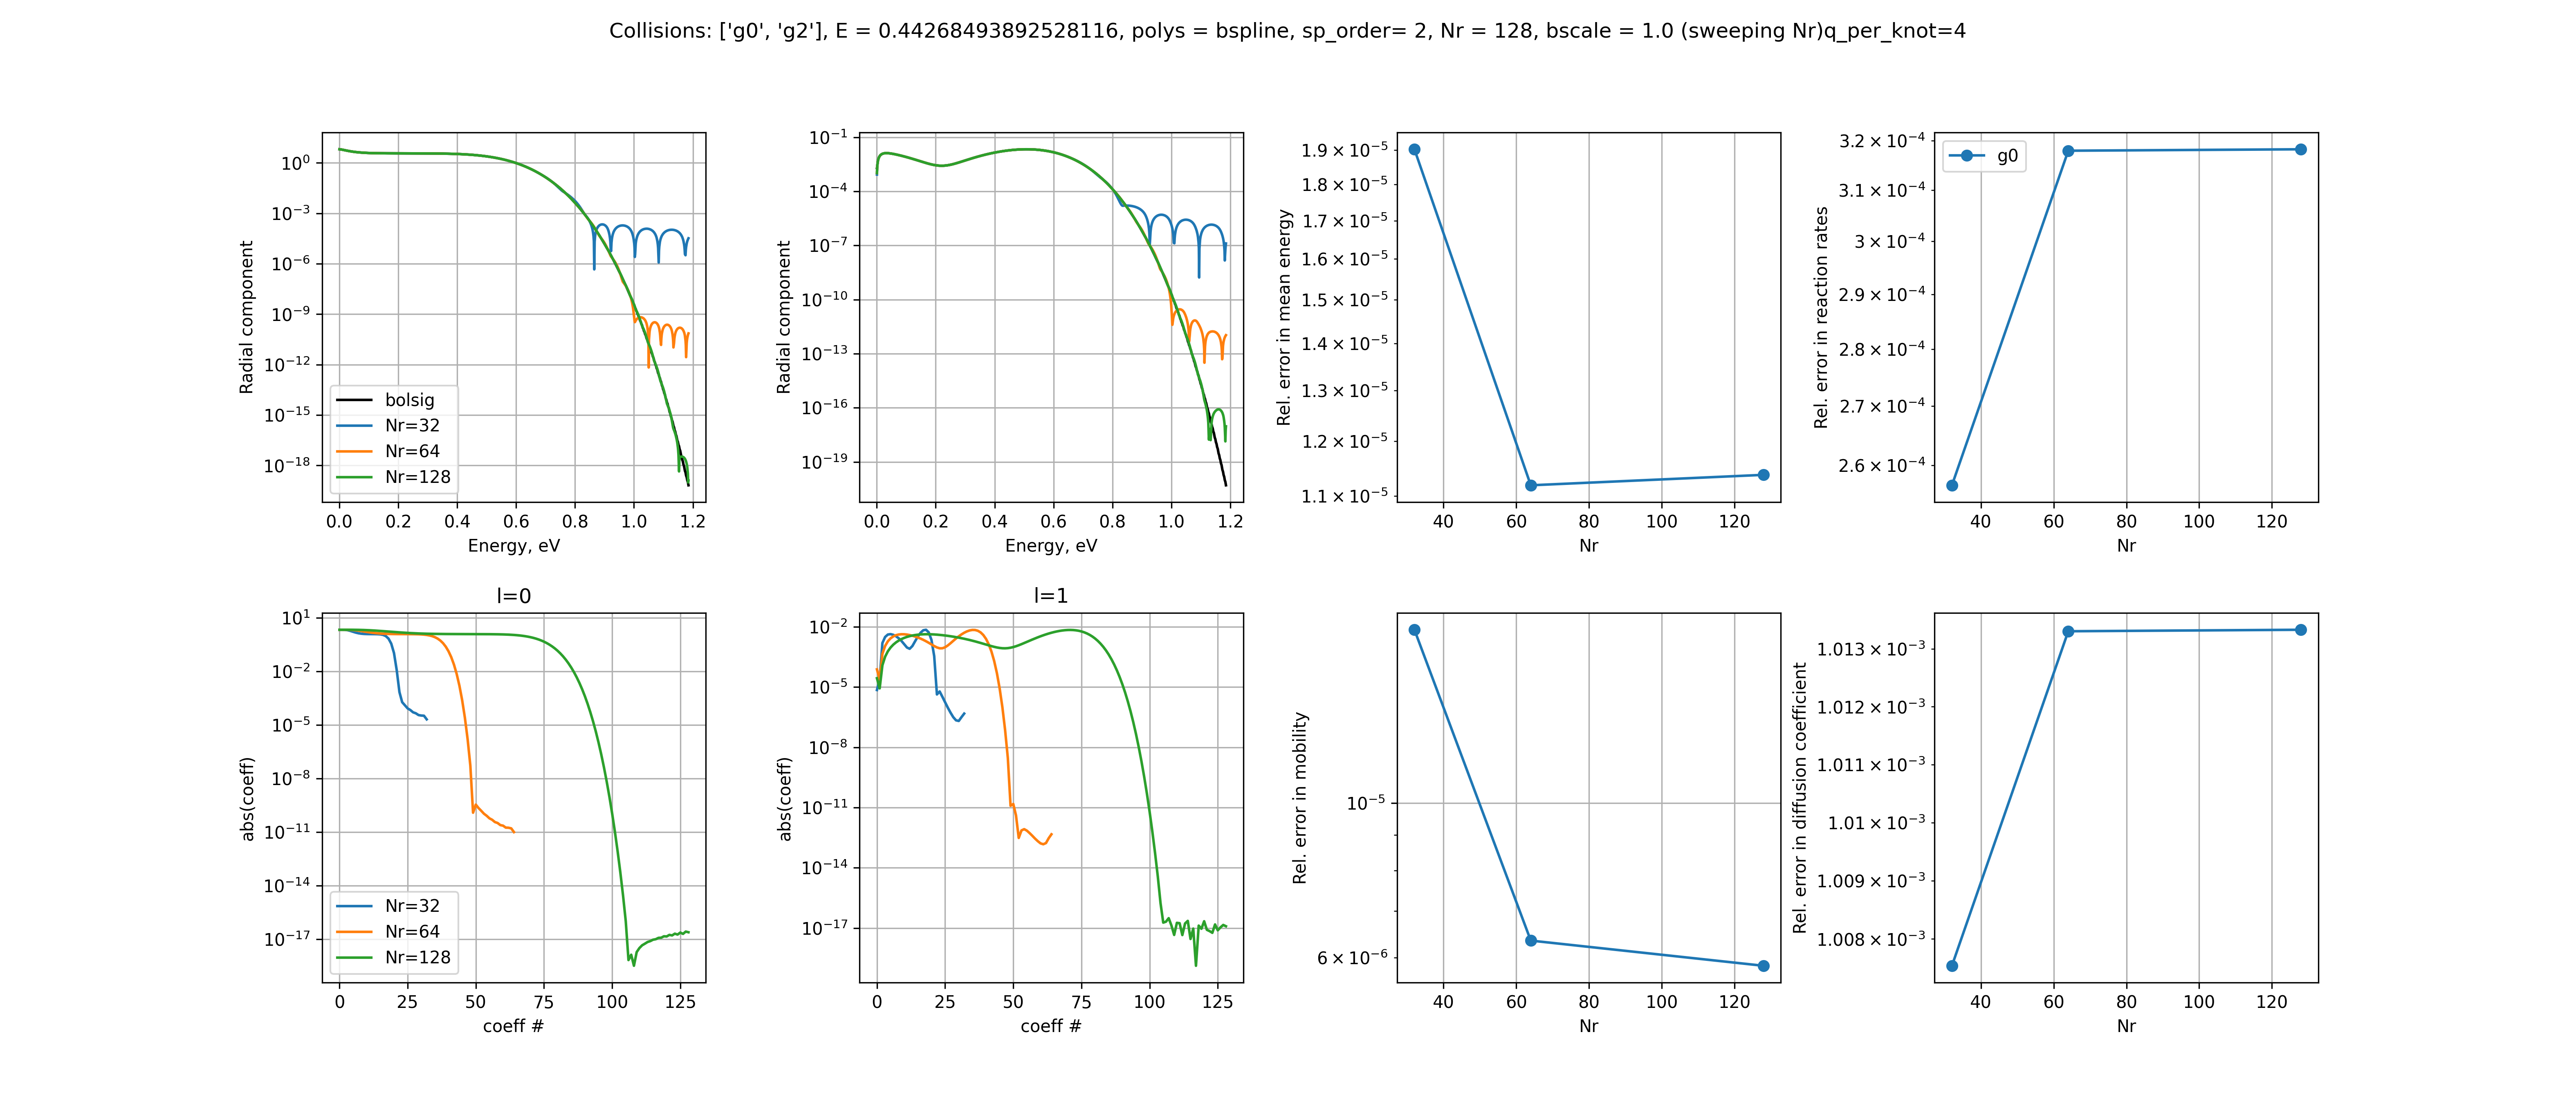 Collisions: ['g0', 'g2'], E = 0.44268493892528116, polys = bspline, sp_order= 2, Nr = 128, bscale = 1.0 (sweeping Nr)q_per_knot=4
Radial component
10⁰
10⁻³
10⁻⁶
10⁻⁹
10⁻¹²
10⁻¹⁵
10⁻¹⁸
bolsig
Nr=32
Nr=64
Nr=128
0.0 0.2 0.4 0.6 0.8 1.0 1.2
Energy, eV
Radial component
10⁻¹
10⁻⁴
10⁻⁷
10⁻¹⁰
10⁻¹³
10⁻¹⁶
10⁻¹⁹
0.0 0.2 0.4 0.6 0.8 1.0 1.2
Energy, eV
Rel. error in mean energy
1.9 × 10⁻⁵
1.8 × 10⁻⁵
1.7 × 10⁻⁵
1.6 × 10⁻⁵
1.5 × 10⁻⁵
1.4 × 10⁻⁵
1.3 × 10⁻⁵
1.2 × 10⁻⁵
1.1 × 10⁻⁵
40 60 80 100 120
Nr
Rel. error in reaction rates
3.2 × 10⁻⁴
3.1 × 10⁻⁴
3 × 10⁻⁴
2.9 × 10⁻⁴
2.8 × 10⁻⁴
2.7 × 10⁻⁴
2.6 × 10⁻⁴
g0
40 60 80 100 120
Nr
l=0
abs(coeff)
10¹
10⁻²
10⁻⁵
10⁻⁸
10⁻¹¹
10⁻¹⁴
10⁻¹⁷
Nr=32
Nr=64
Nr=128
0 25 50 75 100 125
coeff #
l=1
abs(coeff)
10⁻²
10⁻⁵
10⁻⁸
10⁻¹¹
10⁻¹⁴
10⁻¹⁷
0 25 50 75 100 125
coeff #
Rel. error in mobility
10⁻⁵
6 × 10⁻⁶
40 60 80 100 120
Nr
Rel. error in diffusion coefficient
1.013 × 10⁻³
1.012 × 10⁻³
1.011 × 10⁻³
1.01 × 10⁻³
1.009 × 10⁻³
1.008 × 10⁻³
40 60 80 100 120
Nr